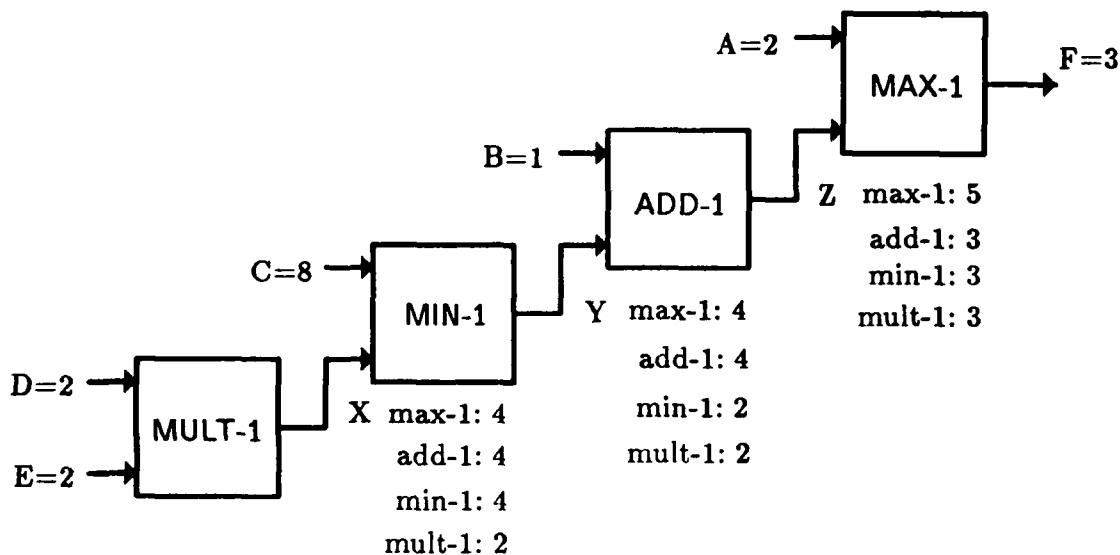 A=2
MAX-1
F=3
B=1
ADD-1
Z max-1: 5
add-1: 3
min-1: 3
mult-1: 3
C=8
MIN-1
Y max-1: 4
add-1: 4
min-1: 2
mult-1: 2
D=2
MULT-1
E=2
X max-1: 4
add-1: 4
min-1: 4
mult-1: 2